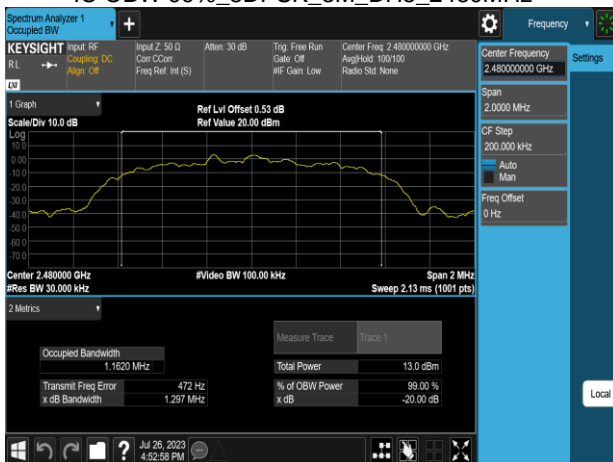 Spectrum Analyzer 1
Occupied BW
+
Frequency
KEYSIGHT
RL
Input: RF
Coupling: DC
Align: Off
Input Z: 50 Ω
Corr CCorr
Freq Ref: Int (S)
Atten: 30 dB
Trig: Free Run
Gate: Off
#IF Gain: Low
Center Freq: 2.480000000 GHz
Avg|Hold: 100/100
Radio Std: None
LXI
Center Frequency
2.480000000 GHz
Settings
Span
2.0000 MHz
CF Step
200.000 kHz
Auto
Man
Freq Offset
0 Hz
1 Graph
Scale/Div 10.0 dB
Ref Lvl Offset 0.53 dB
Ref Value 20.00 dBm
Log
10.0
0.00
-10.0
-20.0
-30.0
-40.0
-50.0
-60.0
-70.0
Center 2.480000 GHz
#Video BW 100.00 kHz
Span 2 MHz
#Res BW 30.000 kHz
Sweep 2.13 ms (1001 pts)
2 Metrics
Measure Trace
Trace 1
Occupied Bandwidth
1.1620 MHz
Total Power
13.0 dBm
Transmit Freq Error
472 Hz
% of OBW Power
99.00 %
x dB Bandwidth
1.297 MHz
x dB
-20.00 dB
Local
?
Jul 26, 2023
4:52:58 PM